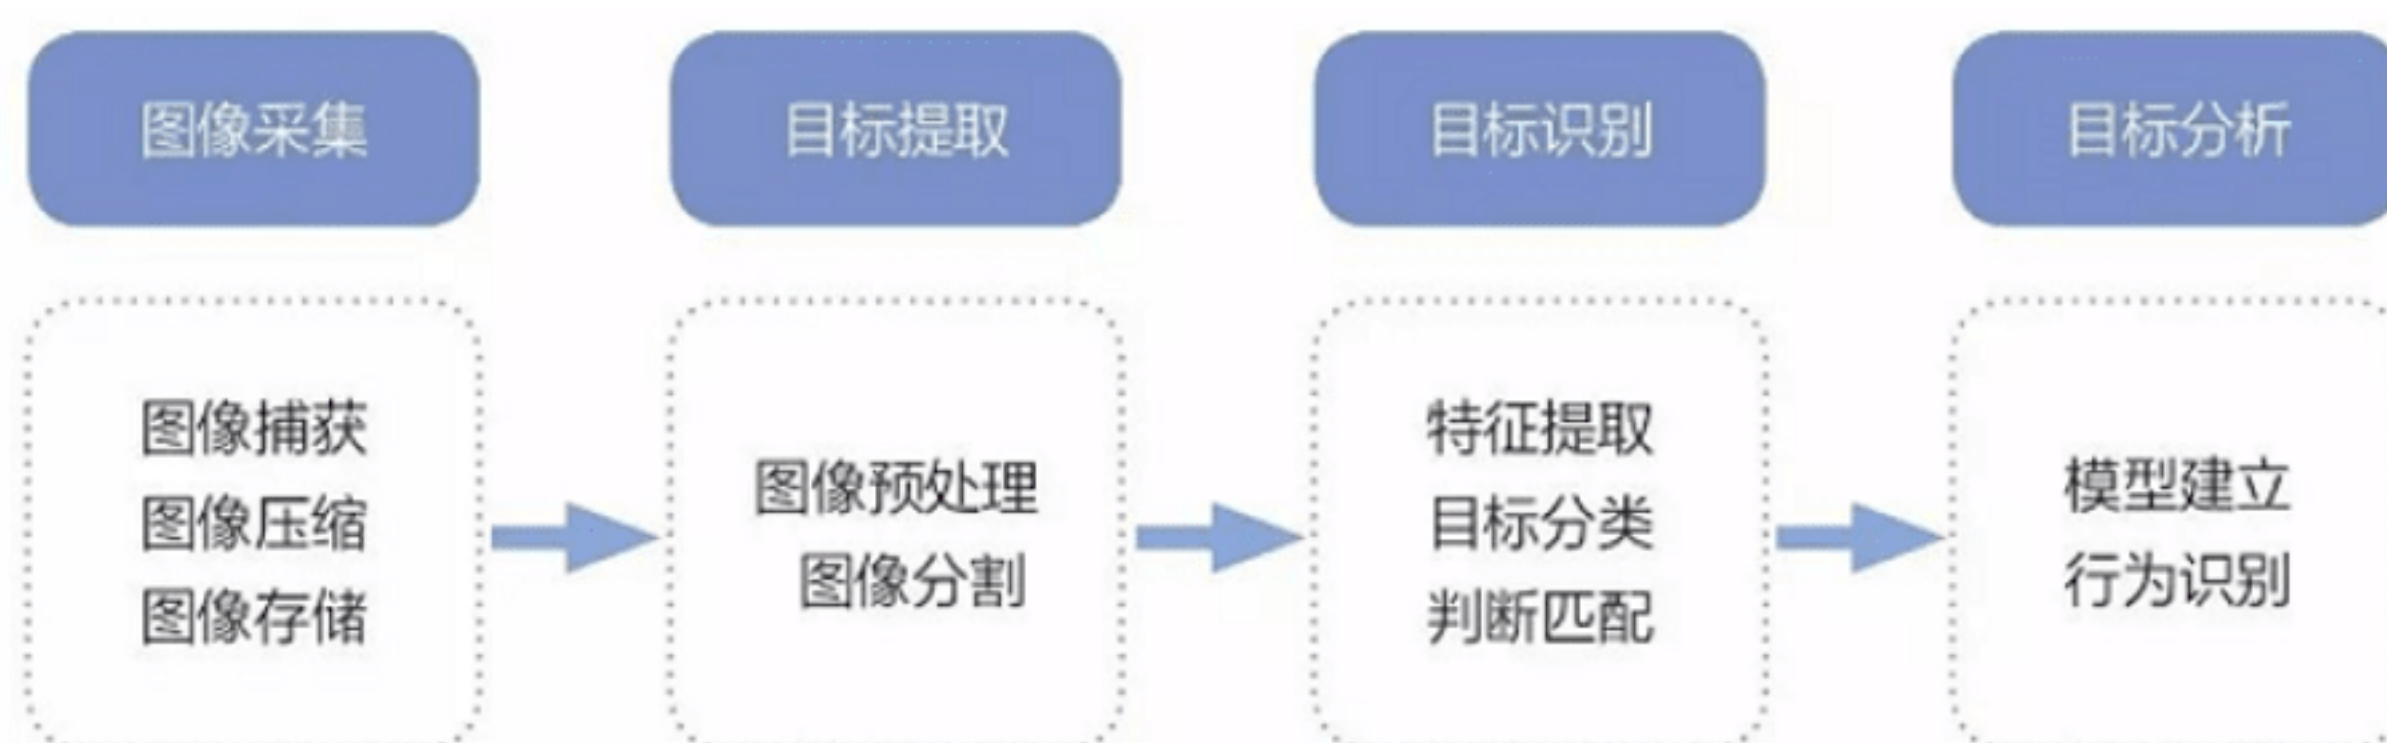 图像采集
目标提取
目标识别
目标分析
图像捕获
图像压缩
图像存储
图像预处理
图像分割
特征提取
目标分类
判断匹配
模型建立
行为识别